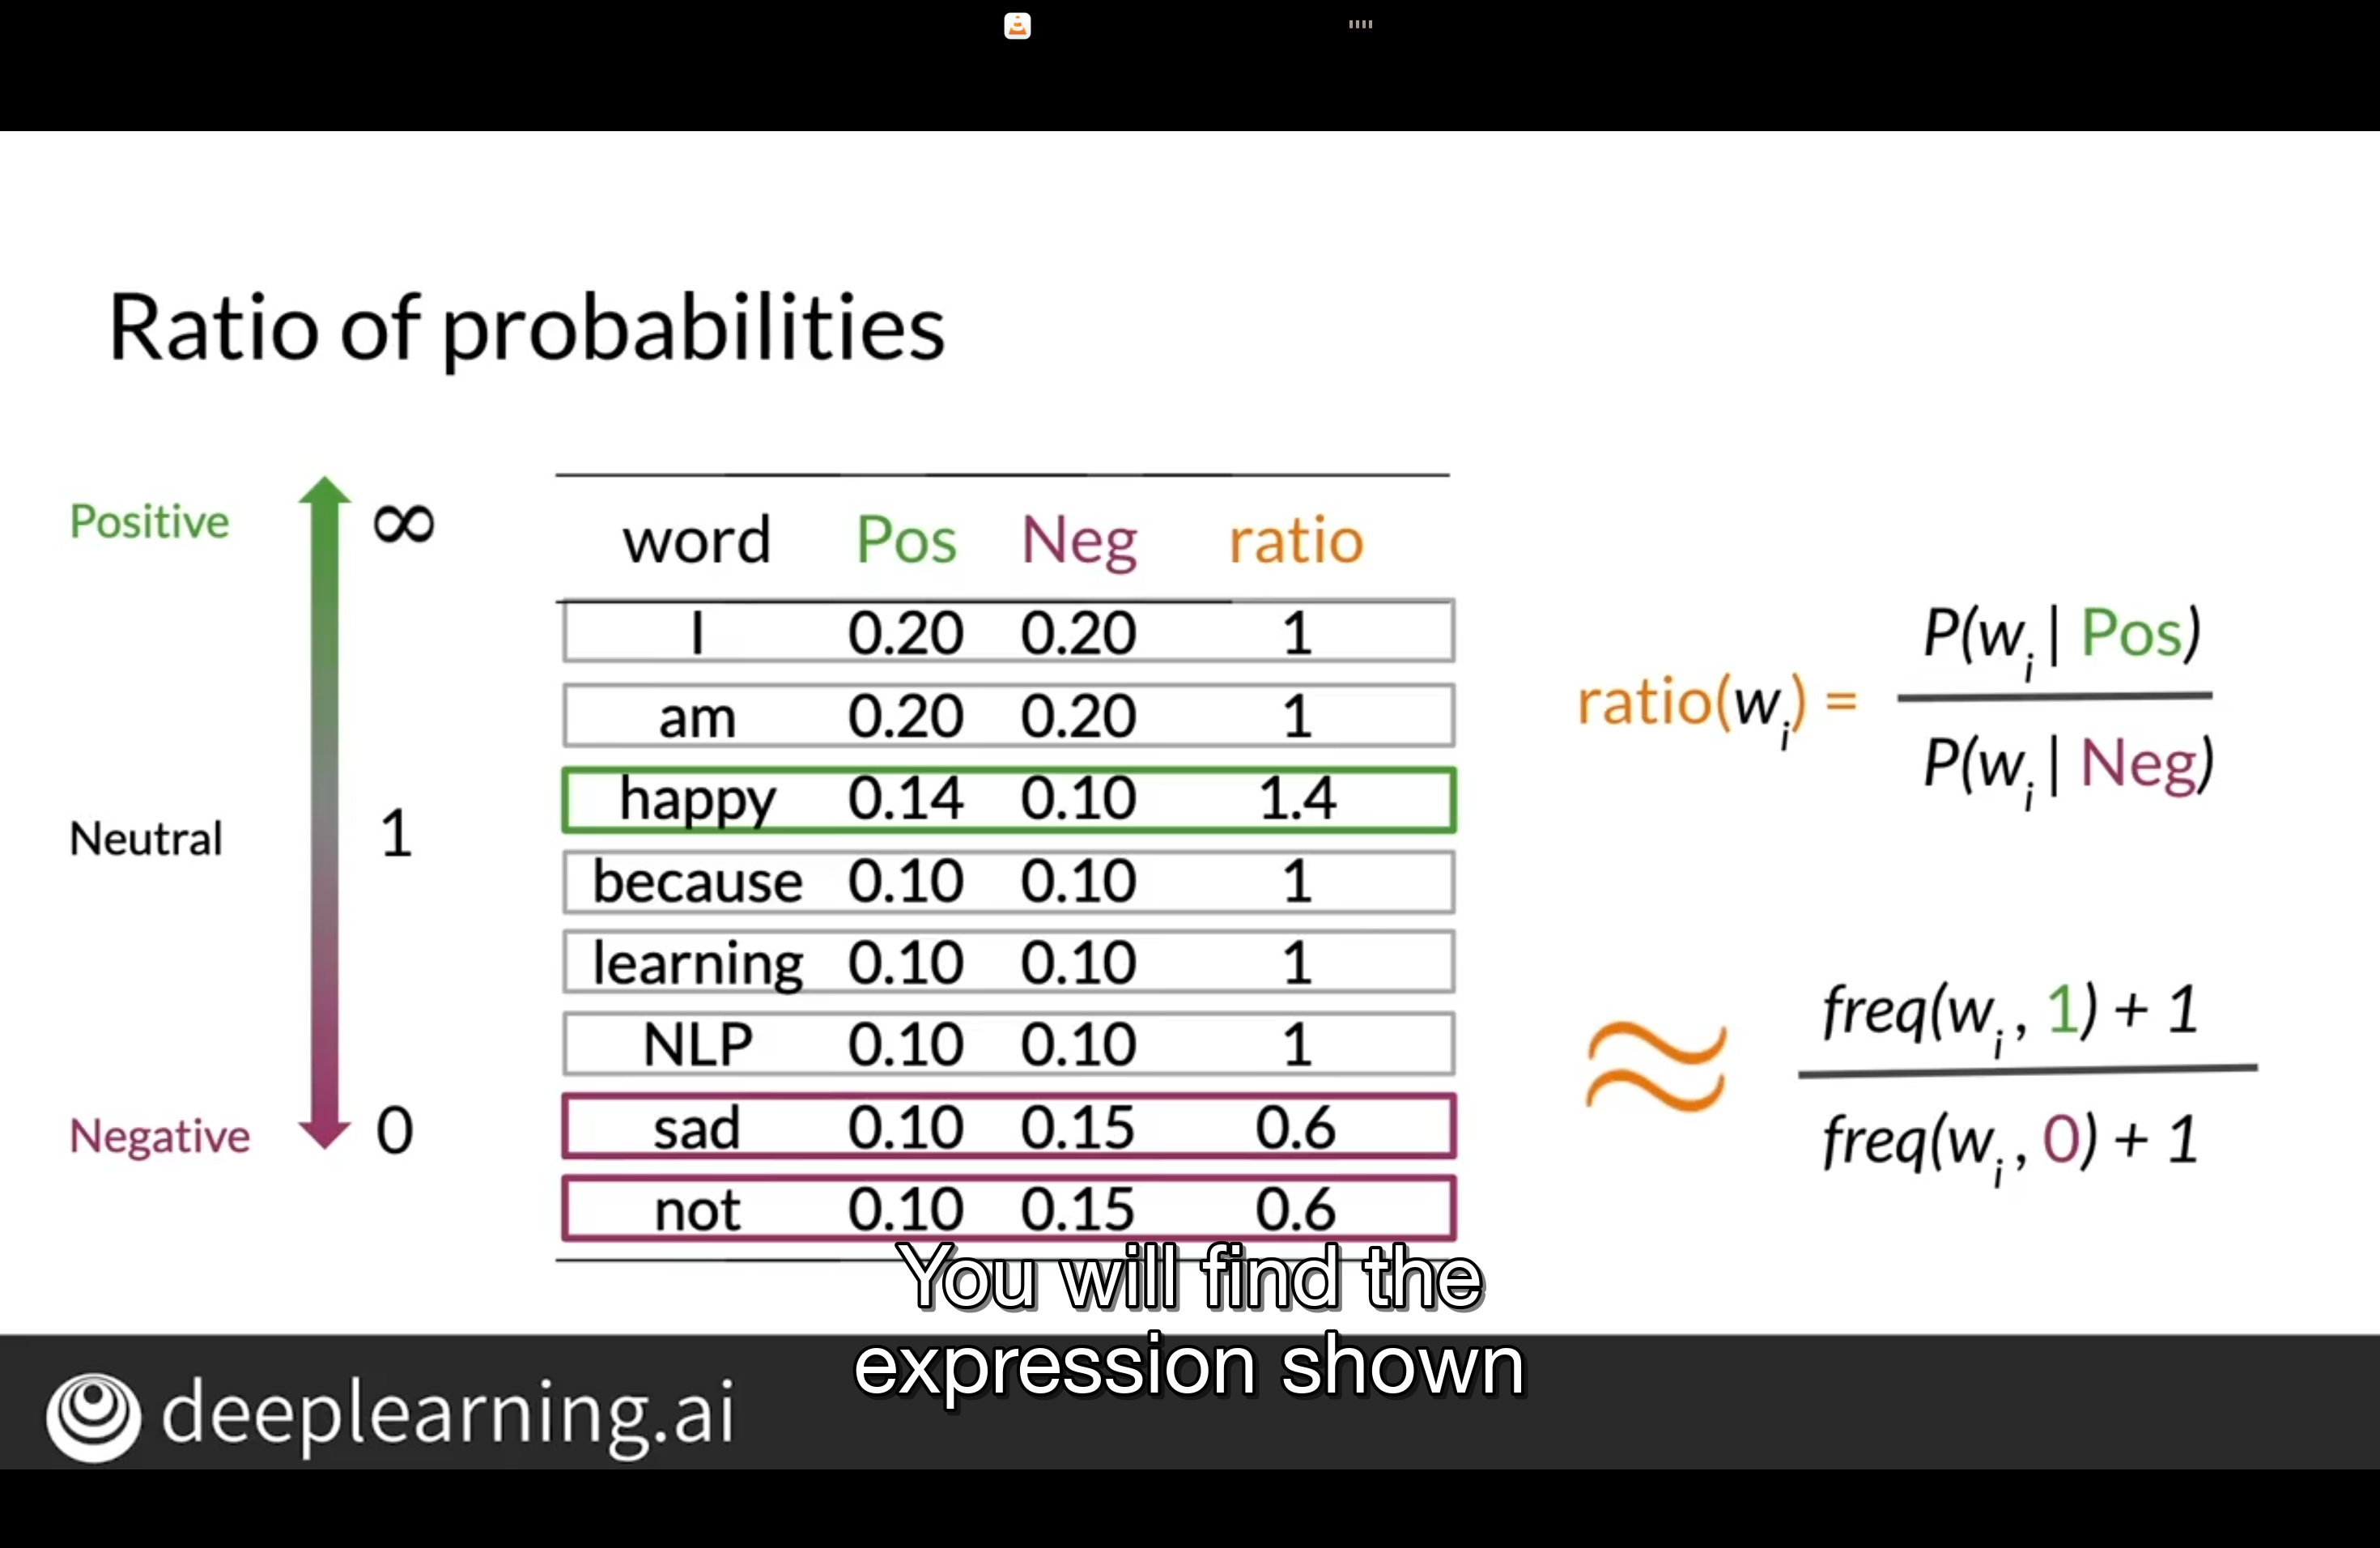 Ratio of probabilities
Positive ∞
Neutral 1
Negative 0
word Pos Neg ratio
I 0.20 0.20 1
am 0.20 0.20 1
happy 0.14 0.10 1.4
because 0.10 0.10 1
learning 0.10 0.10 1
NLP 0.10 0.10 1
sad 0.10 0.15 0.6
not 0.10 0.15 0.6
ratio(wᵢ) =
P(wᵢ | Pos)
P(wᵢ | Neg)
≈
freq(wᵢ, 1) + 1
freq(wᵢ, 0) + 1
You will find the
expression shown
deeplearning.ai